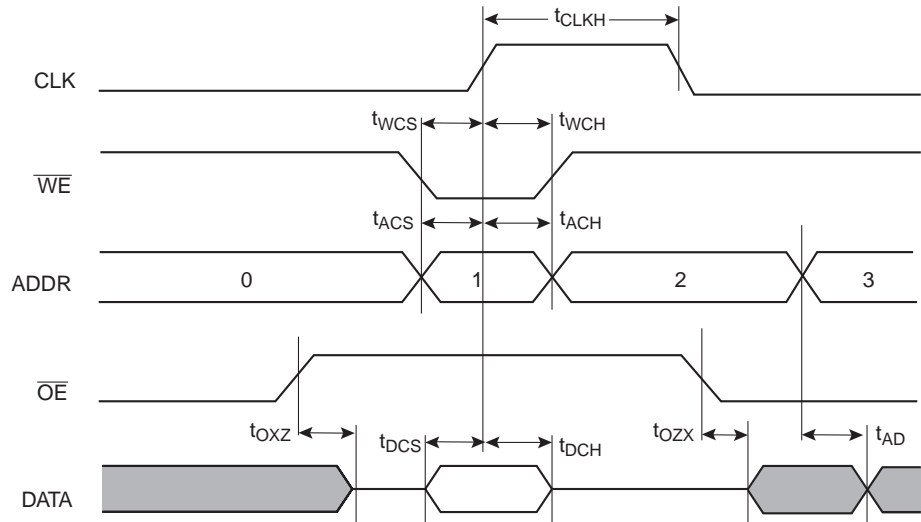 tCLKH
CLK
tWCS tWCH
WE
tACS tACH
ADDR 0 1 2 3
OE
tOXZ tDCS tDCH tOZX tAD
DATA